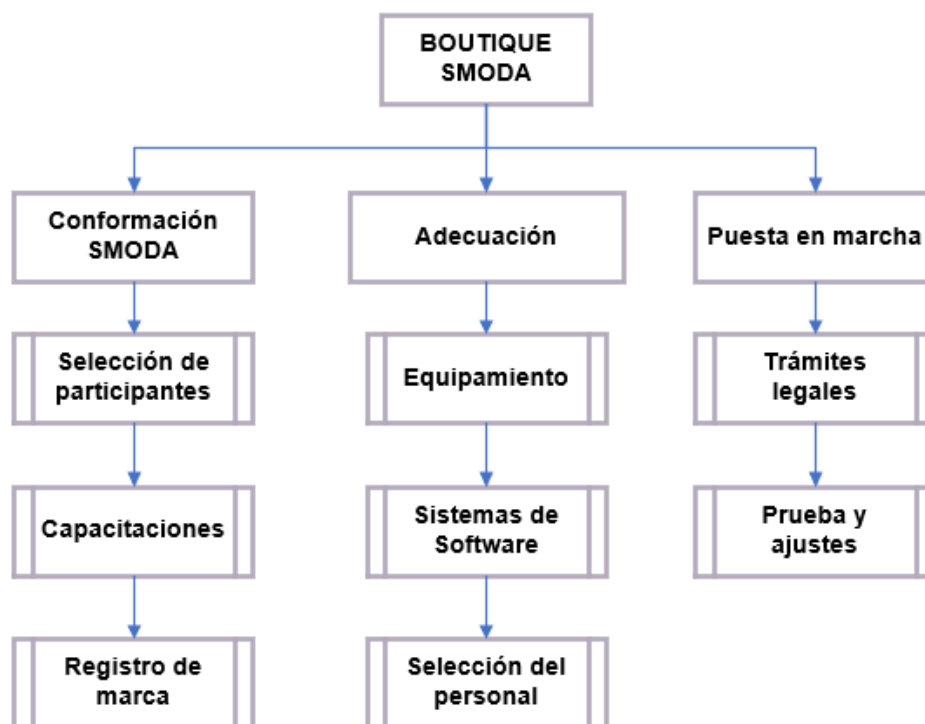 BOUTIQUE
SMODA
Conformación
SMODA
Adecuación
Puesta en marcha
Selección de
participantes
Equipamiento
Trámites
legales
Capacitaciones
Sistemas de
Software
Prueba y
ajustes
Registro de
marca
Selección del
personal